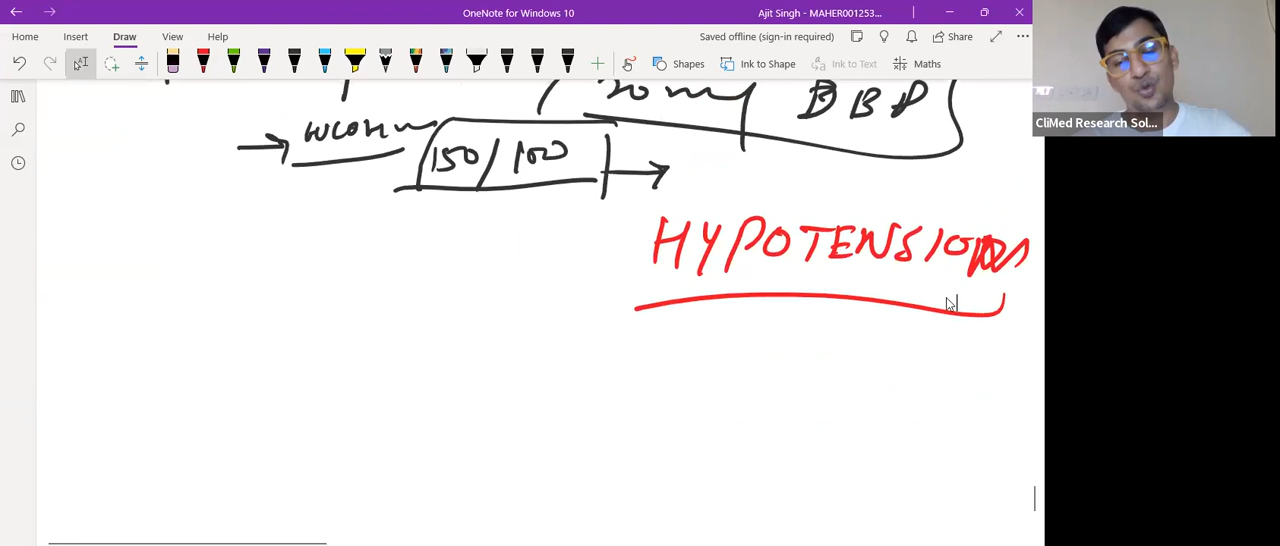 OneNote for Windows 10
Ajit Singh - MAHER001253...
Home Insert Draw View Help
Saved offline (sign-in required)
Share
Shapes
Ink to Shape
Ink to Text
Maths
CliMed Research Sol...
BBP
150/100
HYPOTENSION